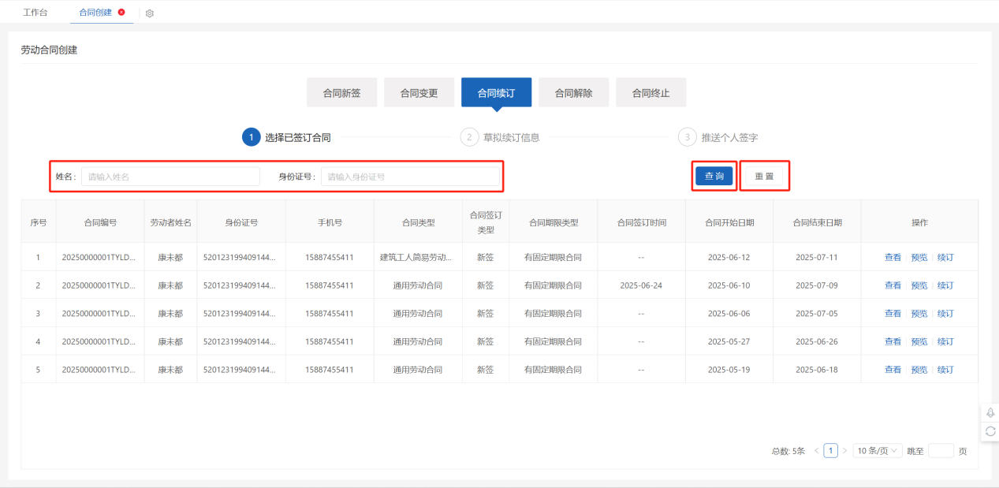 工作台 合同创建
劳动合同创建
合同新签 合同变更 合同续订 合同解除 合同终止
1 选择已签订合同 2 草拟续订信息 3 推送个人签字
姓名: 请输入姓名 身份证号: 请输入身份证号 查询 重置
序号 合同编号 劳动者姓名 身份证号 手机号 合同类型 合同签订类型 合同期限类型 合同签订时间 合同开始日期 合同结束日期 操作
1 20250000001TYLD... 康未都 520123199409144... 15887455411 建筑工人简易劳动... 新签 有固定期限合同 -- 2025-06-12 2025-07-11 查看 预览 续订
2 20250000001TYLD... 康未都 520123199409144... 15887455411 通用劳动合同 新签 有固定期限合同 2025-06-24 2025-06-10 2025-07-09 查看 预览 续订
3 20250000001TYLD... 康未都 520123199409144... 15887455411 通用劳动合同 新签 有固定期限合同 -- 2025-06-06 2025-07-05 查看 预览 续订
4 20250000001TYLD... 康未都 520123199409144... 15887455411 通用劳动合同 新签 有固定期限合同 -- 2025-05-27 2025-06-26 查看 预览 续订
5 20250000001TYLD... 康未都 520123199409144... 15887455411 通用劳动合同 新签 有固定期限合同 -- 2025-05-19 2025-06-18 查看 预览 续订
总数: 5条 < 1 > 10 条/页 跳至 页